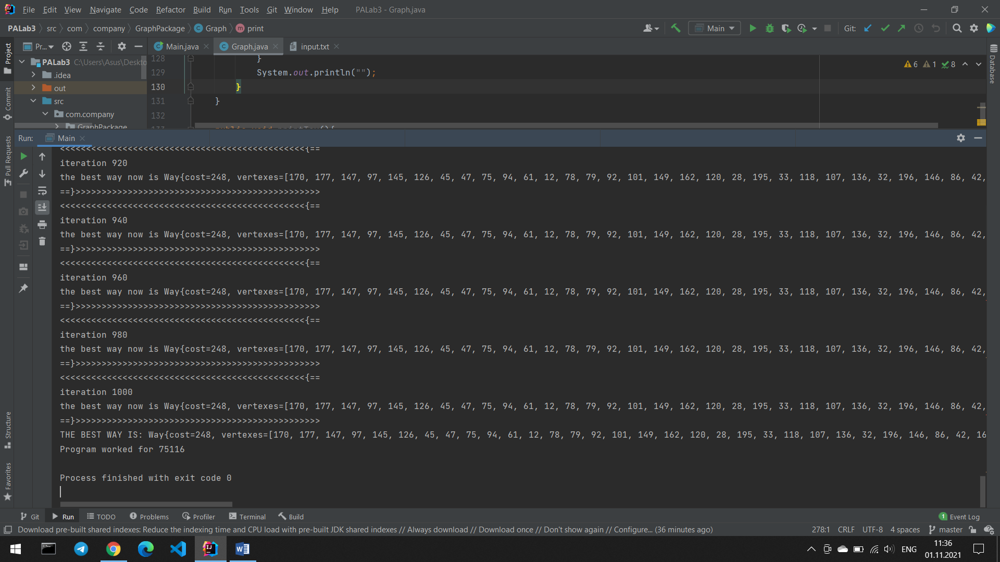 File Edit View Navigate Code Refactor Build Run Tools Git Window Help PALab3 - Graph.java
PALab3 src com company GraphPackage Graph print Main Git:
Project Pr... Main.java Graph.java input.txt
PALab3 C:\Users\Asus\Deskto
.idea
out
src
com.company
GraphPackage
128 }
129 System.out.println("");
130 }
131 }
132
133 public void printTau(){
6 1 8
Database
Commit
Pull Requests
Run: Main
<<<<<<<<<<<<<<<<<<<<<<<<<<<<<<<<<<<<<<<<<<<<<<<{==
iteration 920
the best way now is Way{cost=248, vertexes=[170, 177, 147, 97, 145, 126, 45, 47, 75, 94, 61, 12, 78, 79, 92, 101, 149, 162, 120, 28, 195, 33, 118, 107, 136, 32, 196, 146, 86, 42,
==}>>>>>>>>>>>>>>>>>>>>>>>>>>>>>>>>>>>>>>>>>>>>>>>
<<<<<<<<<<<<<<<<<<<<<<<<<<<<<<<<<<<<<<<<<<<<<<<{==
iteration 940
the best way now is Way{cost=248, vertexes=[170, 177, 147, 97, 145, 126, 45, 47, 75, 94, 61, 12, 78, 79, 92, 101, 149, 162, 120, 28, 195, 33, 118, 107, 136, 32, 196, 146, 86, 42,
==}>>>>>>>>>>>>>>>>>>>>>>>>>>>>>>>>>>>>>>>>>>>>>>>
<<<<<<<<<<<<<<<<<<<<<<<<<<<<<<<<<<<<<<<<<<<<<<<{==
iteration 960
the best way now is Way{cost=248, vertexes=[170, 177, 147, 97, 145, 126, 45, 47, 75, 94, 61, 12, 78, 79, 92, 101, 149, 162, 120, 28, 195, 33, 118, 107, 136, 32, 196, 146, 86, 42,
==}>>>>>>>>>>>>>>>>>>>>>>>>>>>>>>>>>>>>>>>>>>>>>>>
<<<<<<<<<<<<<<<<<<<<<<<<<<<<<<<<<<<<<<<<<<<<<<<{==
iteration 980
the best way now is Way{cost=248, vertexes=[170, 177, 147, 97, 145, 126, 45, 47, 75, 94, 61, 12, 78, 79, 92, 101, 149, 162, 120, 28, 195, 33, 118, 107, 136, 32, 196, 146, 86, 42,
==}>>>>>>>>>>>>>>>>>>>>>>>>>>>>>>>>>>>>>>>>>>>>>>>
<<<<<<<<<<<<<<<<<<<<<<<<<<<<<<<<<<<<<<<<<<<<<<<{==
iteration 1000
the best way now is Way{cost=248, vertexes=[170, 177, 147, 97, 145, 126, 45, 47, 75, 94, 61, 12, 78, 79, 92, 101, 149, 162, 120, 28, 195, 33, 118, 107, 136, 32, 196, 146, 86, 42,
==}>>>>>>>>>>>>>>>>>>>>>>>>>>>>>>>>>>>>>>>>>>>>>>>
THE BEST WAY IS: Way{cost=248, vertexes=[170, 177, 147, 97, 145, 126, 45, 47, 75, 94, 61, 12, 78, 79, 92, 101, 149, 162, 120, 28, 195, 33, 118, 107, 136, 32, 196, 146, 86, 42, 16
Program worked for 75116
Process finished with exit code 0
Structure
Favorites
Git Run TODO Problems Profiler Terminal Build 1 Event Log
Download pre-built shared indexes: Reduce the indexing time and CPU load with pre-built JDK shared indexes // Always download // Download once // Don't show again // Configure... (36 minutes ago) 278:1 CRLF UTF-8 4 spaces master
ENG 11:36
01.11.2021